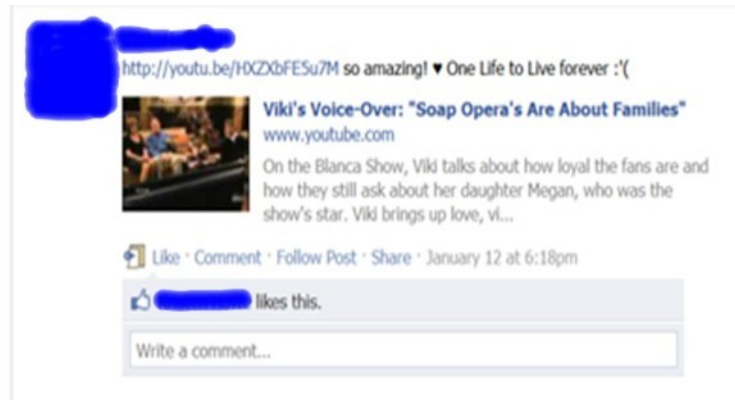 http://youtu.be/HXZXbFE5u7M so amazing! ♥ One Life to Live forever :'(
Viki's Voice-Over: "Soap Opera's Are About Families"
www.youtube.com
On the Blanca Show, Viki talks about how loyal the fans are and
how they still ask about her daughter Megan, who was the
show's star. Viki brings up love, vi...
Like · Comment · Follow Post · Share · January 12 at 6:18pm
likes this.
Write a comment...